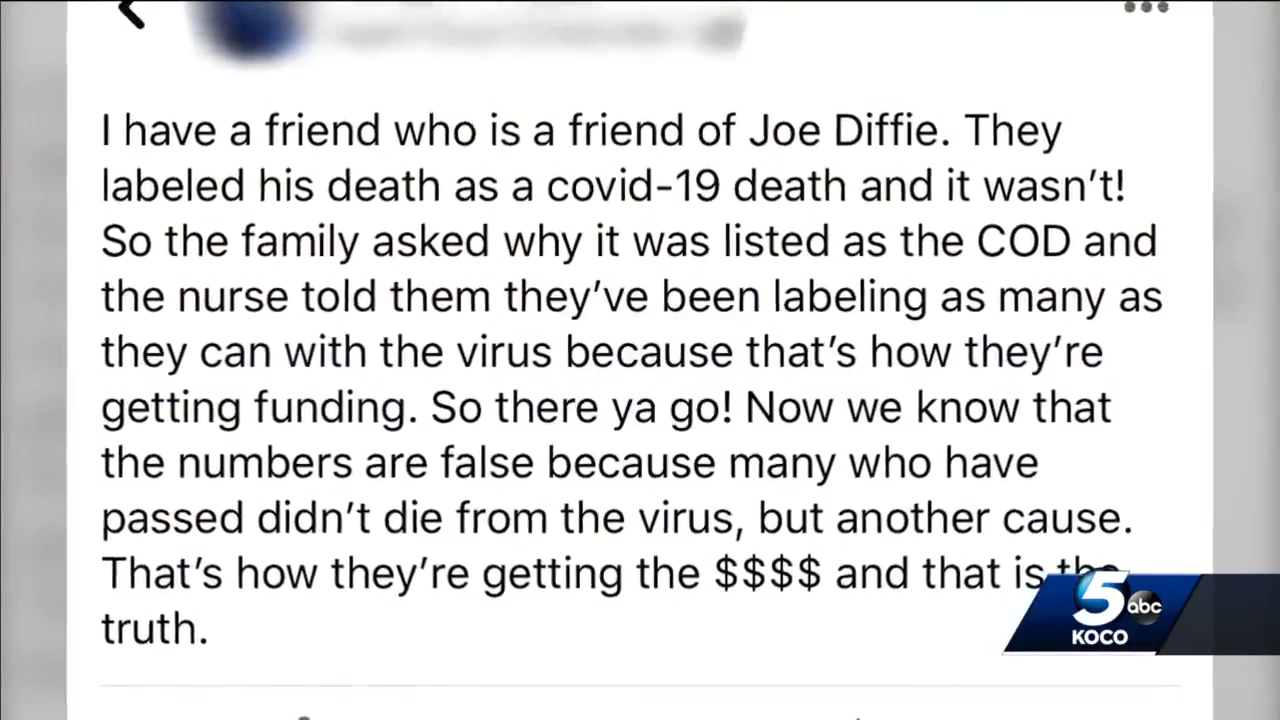 I have a friend who is a friend of Joe Diffie. They
labeled his death as a covid-19 death and it wasn't!
So the family asked why it was listed as the COD and
the nurse told them they've been labeling as many as
they can with the virus because that's how they're
getting funding. So there ya go! Now we know that
the numbers are false because many who have
passed didn't die from the virus, but another cause.
That's how they're getting the $$$$ and that is the
truth.
5 abc
KOCO